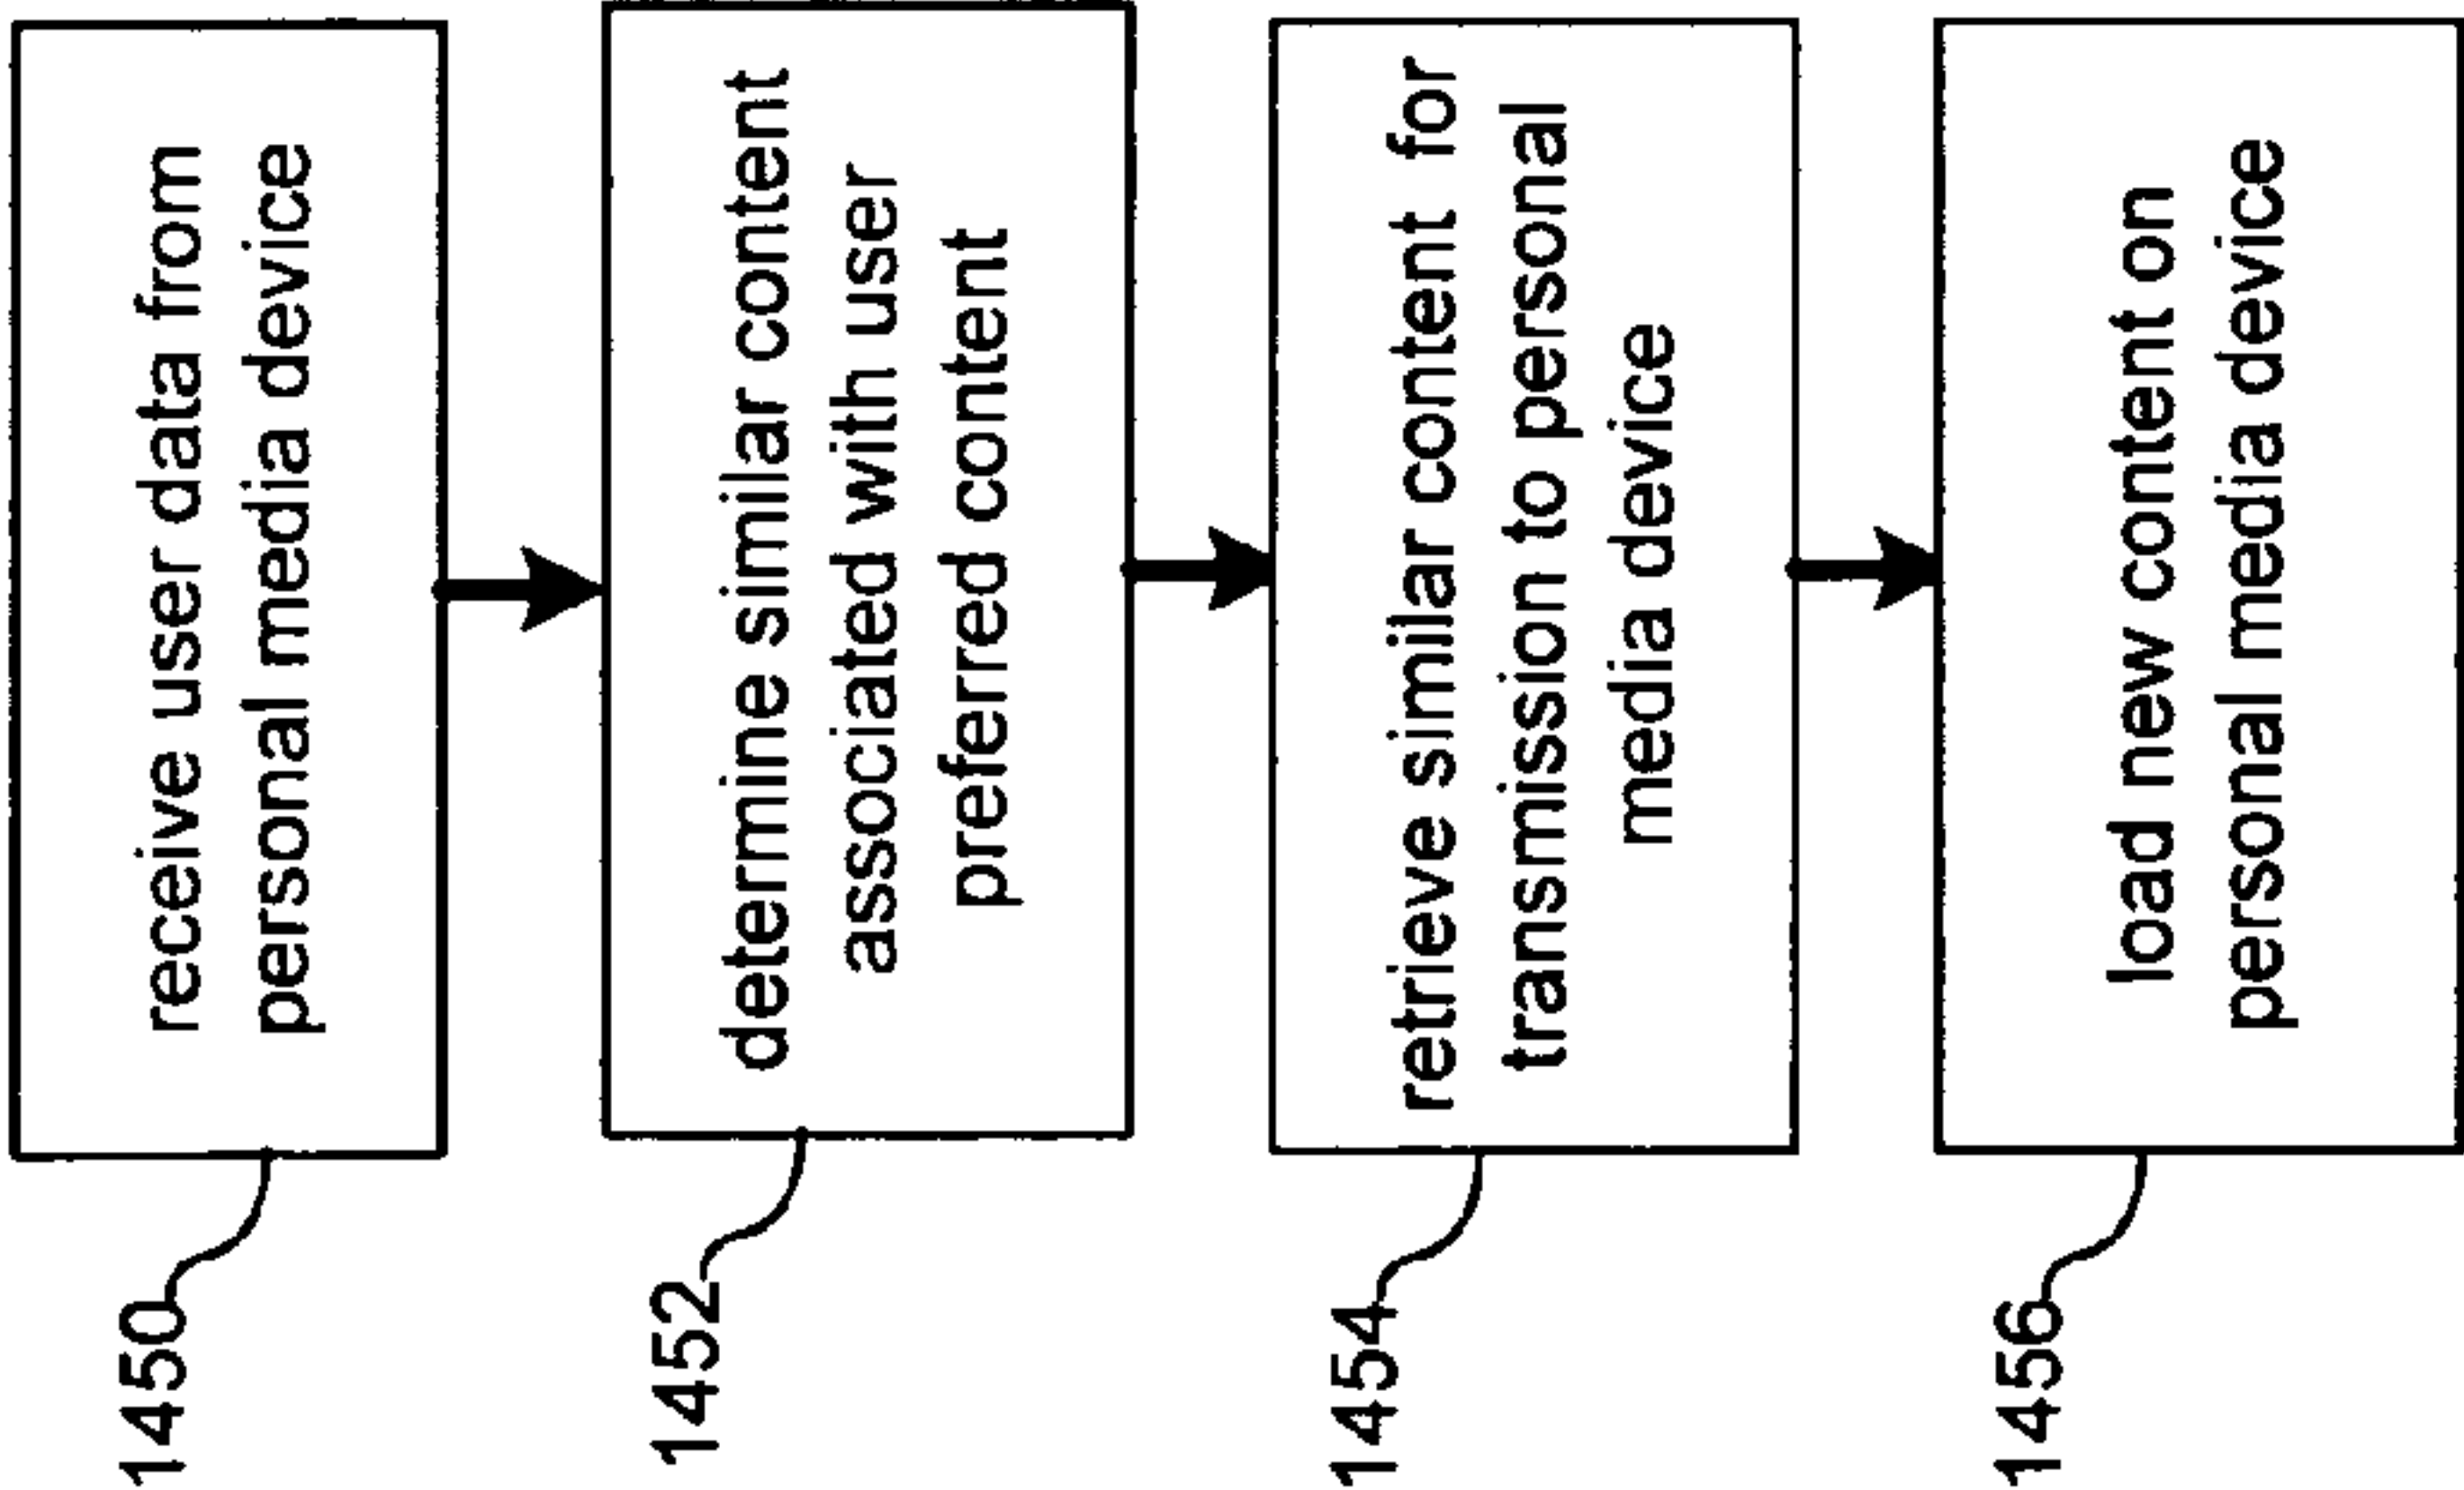 1450
receive user data from
personal media device
1452
determine similar content
associated with user
preferred content
1454
retrieve similar content for
transmission to personal
media device
1456
load new content on
personal media device